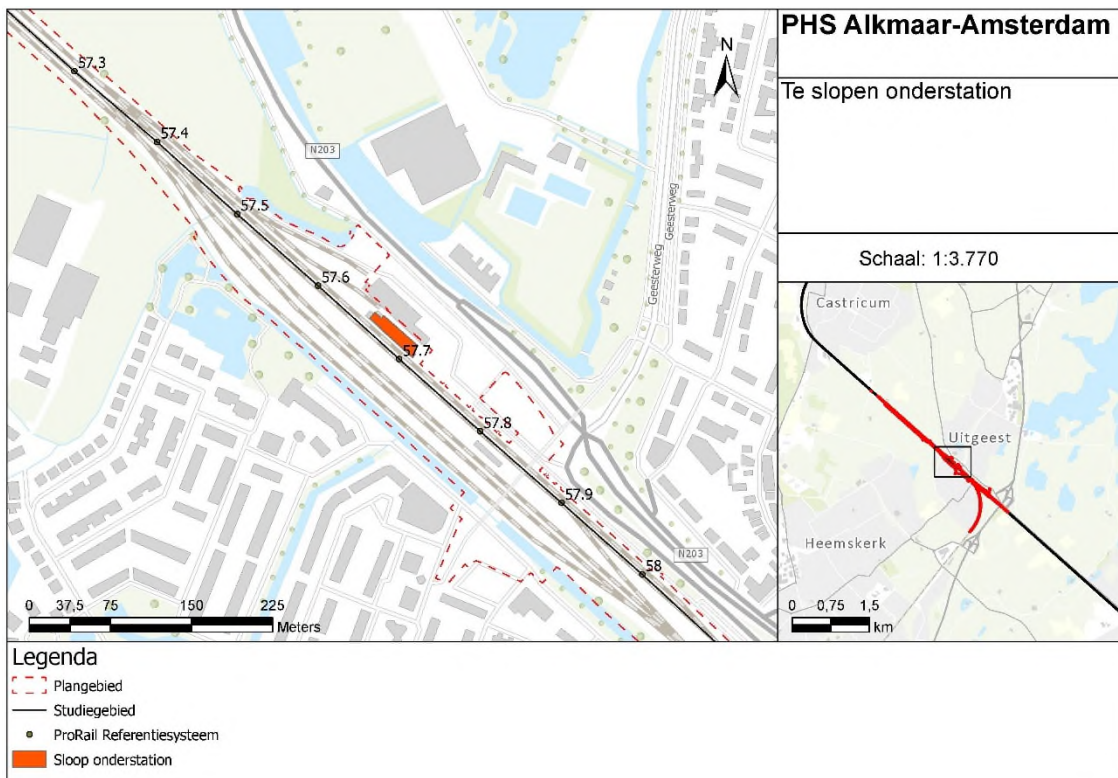 PHS Alkmaar-Amsterdam
Te slopen onderstation
Schaal: 1:3.770
N
57.3
57.4
57.5
57.6
57.7
57.8
57.9
58
N203
N203
Geesterweg
Geesterweg
0 37.5 75 150 225
Meters
Castricum
Uitgeest
Heemskerk
0 0,75 1,5
km
Legenda
Plangebied
Studiegebied
ProRail Referentiesysteem
Sloop onderstation